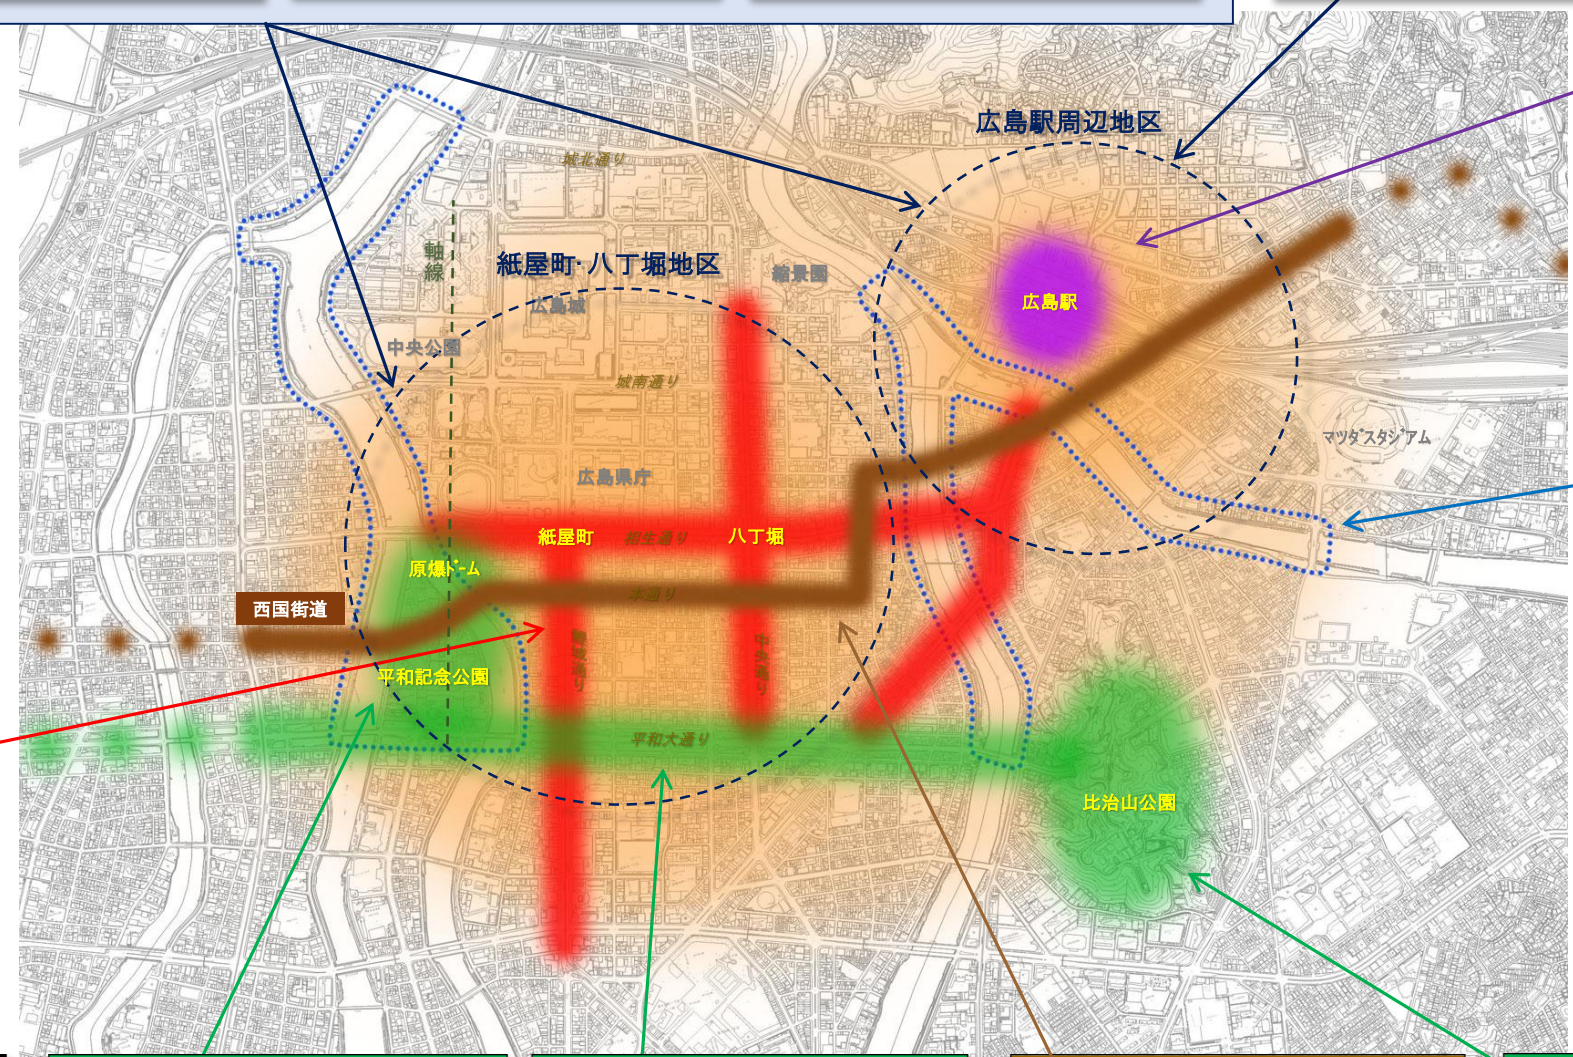 広島駅周辺地区
城北通り
軸線
紙屋町・八丁堀地区
縮景園
広島城
広島駅
中央公園
城南通り
マツダスタジアム
広島県庁
紙屋町
相生通り
八丁堀
原爆ドーム
本通り
西国街道
鯉城通り
中央通り
平和記念公園
平和大通り
比治山公園